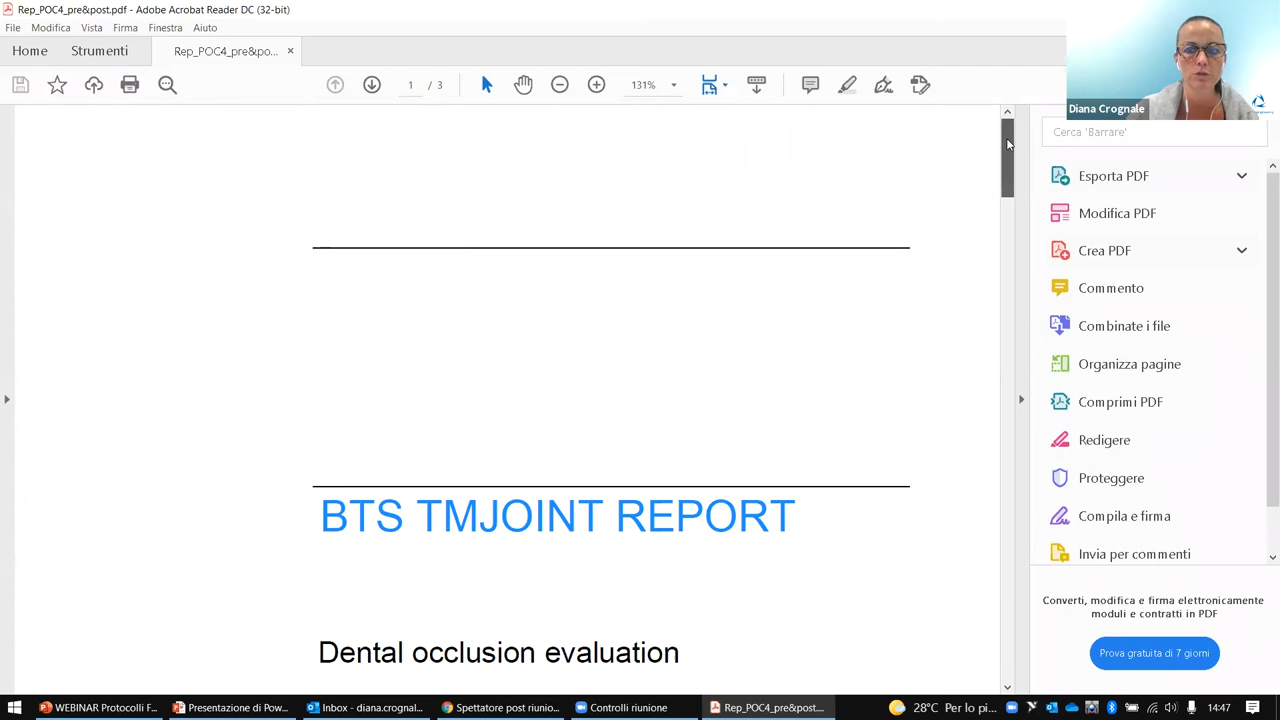 Rep_POC4_pre&post.pdf - Adobe Acrobat Reader DC (32-bit)
File Modifica Vista Firma Finestra Aiuto
Home Strumenti Rep_POC4_pre&po... ×
1 / 3 131%
Diana Crognale
Cerca 'Barrare'
Esporta PDF
Modifica PDF
Crea PDF
Commento
Combinate i file
Organizza pagine
Comprimi PDF
Redigere
Proteggere
Compila e firma
Invia per commenti
Converti, modifica e firma elettronicamente
moduli e contratti in PDF
Prova gratuita di 7 giorni
BTS TMJOINT REPORT
Dental occlusion evaluation
WEBINAR Protocolli F... Presentazione di Pow... Inbox - diana.crognal... Spettatore post riunio... Controlli riunione Rep_POC4_pre&post.... 28°C Per lo pi... 14:47